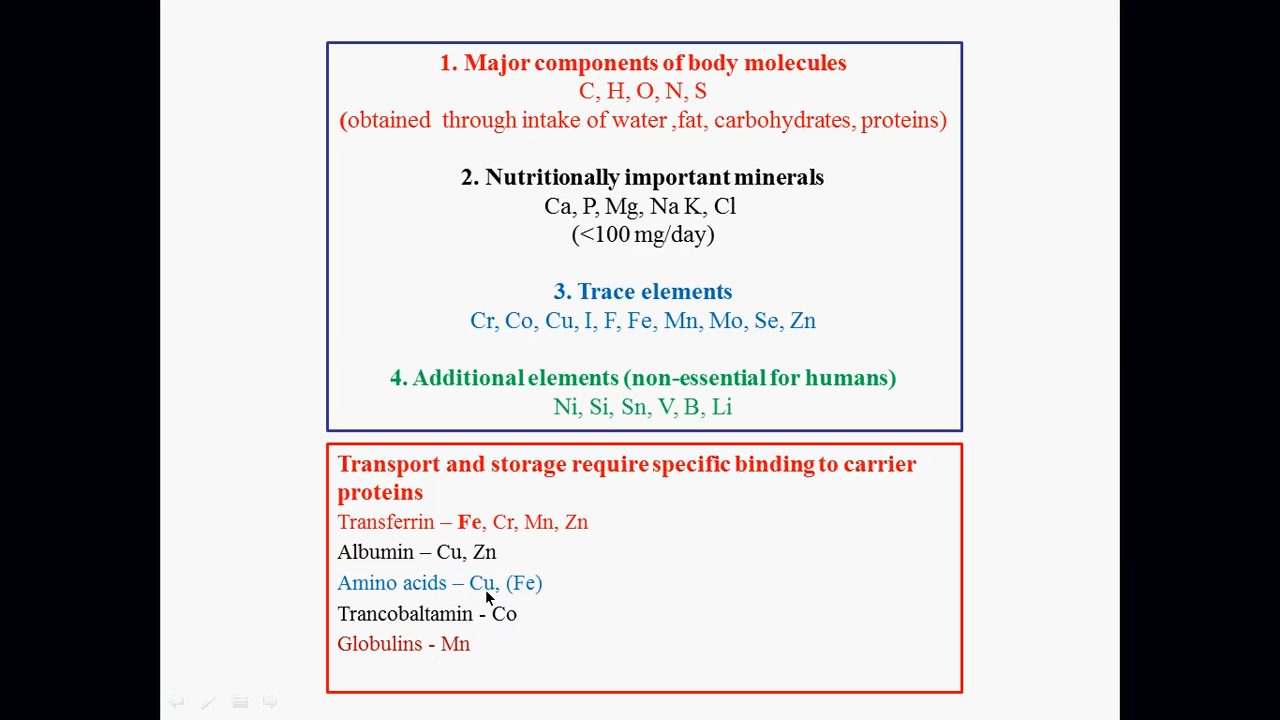 1. Major components of body molecules
C, H, O, N, S
(obtained through intake of water ,fat, carbohydrates, proteins)
2. Nutritionally important minerals
Ca, P, Mg, Na K, Cl
(<100 mg/day)
3. Trace elements
Cr, Co, Cu, I, F, Fe, Mn, Mo, Se, Zn
4. Additional elements (non-essential for humans)
Ni, Si, Sn, V, B, Li
Transport and storage require specific binding to carrier
proteins
Transferrin – Fe, Cr, Mn, Zn
Albumin – Cu, Zn
Amino acids – Cu, (Fe)
Trancobaltamin - Co
Globulins - Mn